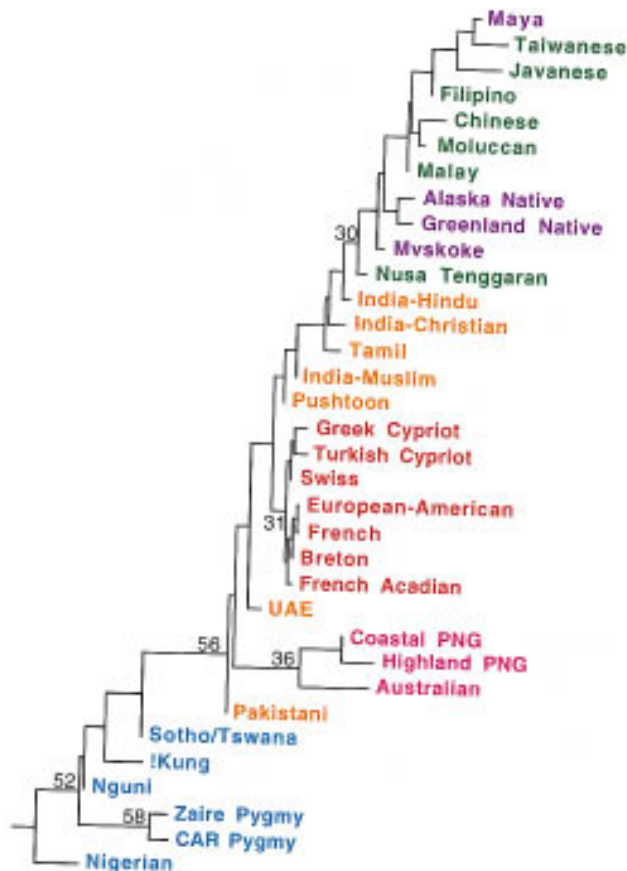 Maya
Taiwanese
Javanese
Filipino
Chinese
Moluccan
Malay
Alaska Native
Greenland Native
30
Mvskoke
Nusa Tenggaran
India-Hindu
India-Christian
Tamil
India-Muslim
Pushtoon
Greek Cypriot
Turkish Cypriot
Swiss
European-American
31
French
Breton
French Acadian
UAE
Coastal PNG
56
36
Highland PNG
Australian
Pakistani
Sotho/Tswana
!Kung
52
Nguni
Zaire Pygmy
58
CAR Pygmy
Nigerian